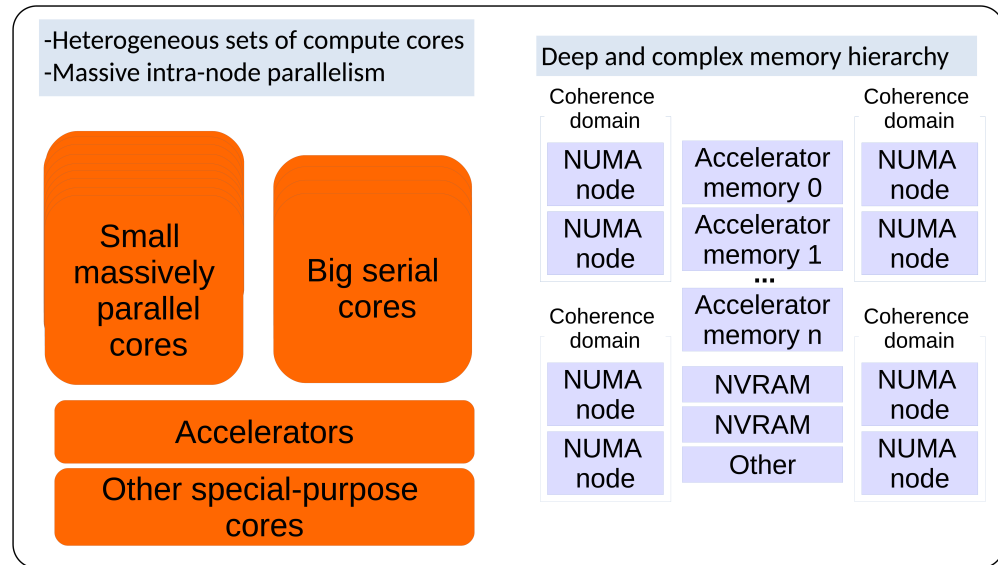 -Heterogeneous sets of compute cores
-Massive intra-node parallelism
Small
massively
parallel
cores
Big serial
cores
Accelerators
Other special-purpose
cores
Deep and complex memory hierarchy
Coherence
domain
NUMA
node
NUMA
node
Accelerator
memory 0
Accelerator
memory 1
...
Accelerator
memory n
NVRAM
NVRAM
Other
Coherence
domain
NUMA
node
NUMA
node
Coherence
domain
NUMA
node
NUMA
node
Coherence
domain
NUMA
node
NUMA
node